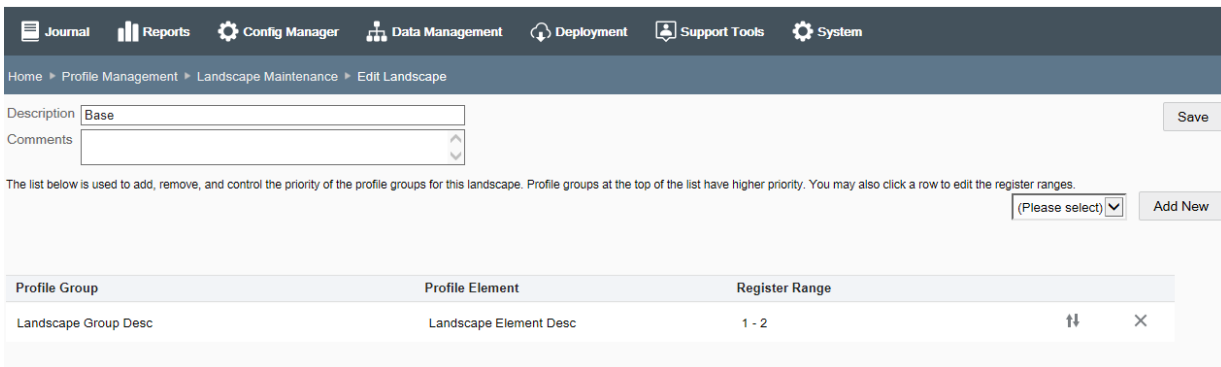 Journal Reports Config Manager Data Management Deployment Support Tools System
Home Profile Management Landscape Maintenance Edit Landscape
Description Base Save
Comments
The list below is used to add, remove, and control the priority of the profile groups for this landscape. Profile groups at the top of the list have higher priority. You may also click a row to edit the register ranges.
(Please select) Add New
Profile Group Profile Element Register Range
Landscape Group Desc Landscape Element Desc 1 - 2